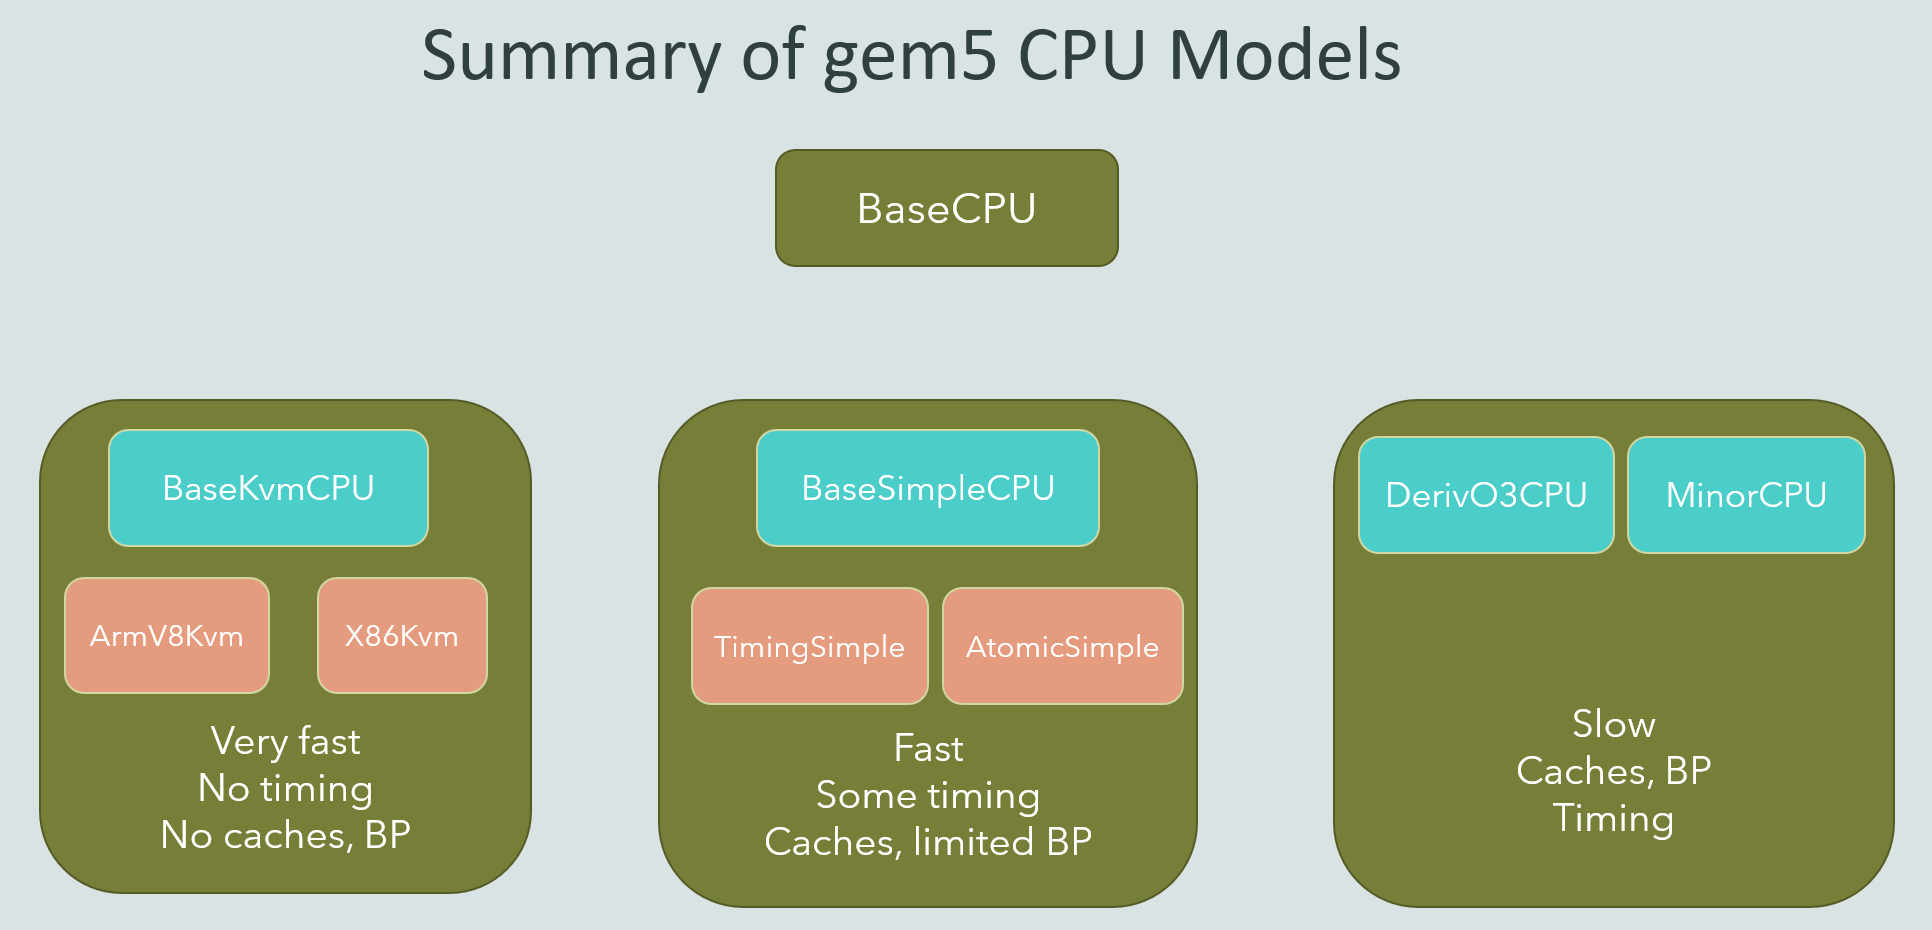 Summary of gem5 CPU Models
BaseCPU
BaseKvmCPU
ArmV8Kvm
X86Kvm
Very fast
No timing
No caches, BP
BaseSimpleCPU
TimingSimple
AtomicSimple
Fast
Some timing
Caches, limited BP
DerivO3CPU
MinorCPU
Slow
Caches, BP
Timing